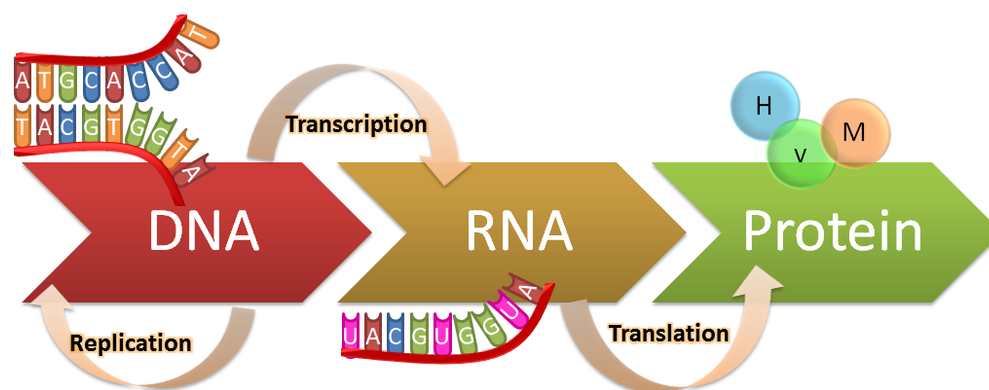 ATGCACCAT
TACGTGGTA
Transcription
H
v
M
DNA
RNA
Protein
UACGUGGUA
Replication
Translation